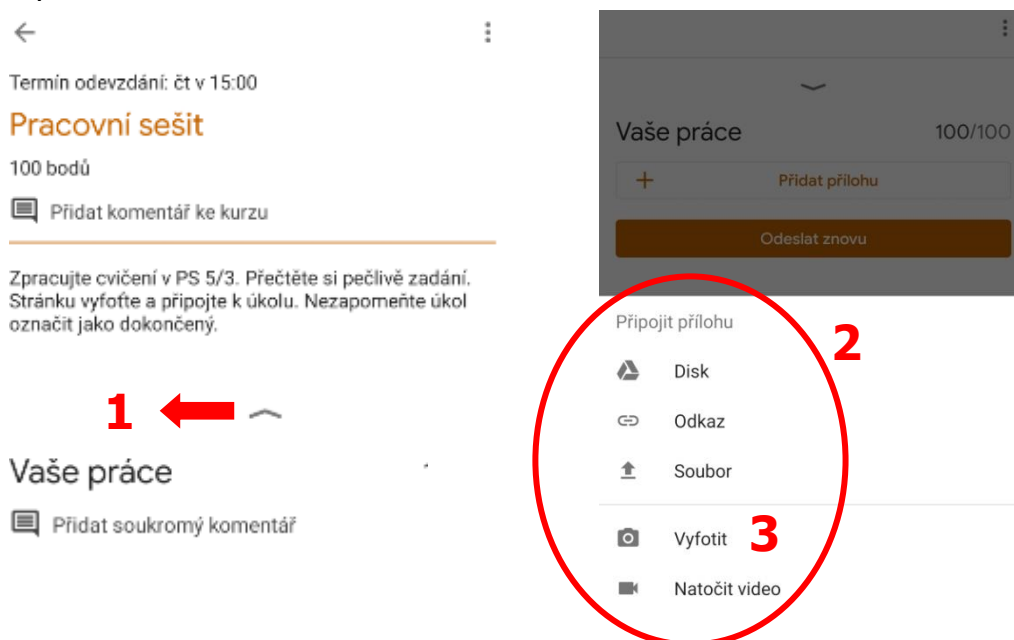 Termín odevzdání: čt v 15:00
Pracovní sešit
100 bodů
Přidat komentář ke kurzu
Zpracujte cvičení v PS 5/3. Přečtěte si pečlivě zadání.
Stránku vyfoťte a připojte k úkolu. Nezapomeňte úkol
označit jako dokončený.
1
Vaše práce
Přidat soukromý komentář
Vaše práce 100/100
+ Přidat přílohu
Odeslat znovu
Připojit přílohu
2
Disk
Odkaz
Soubor
Vyfotit 3
Natočit video